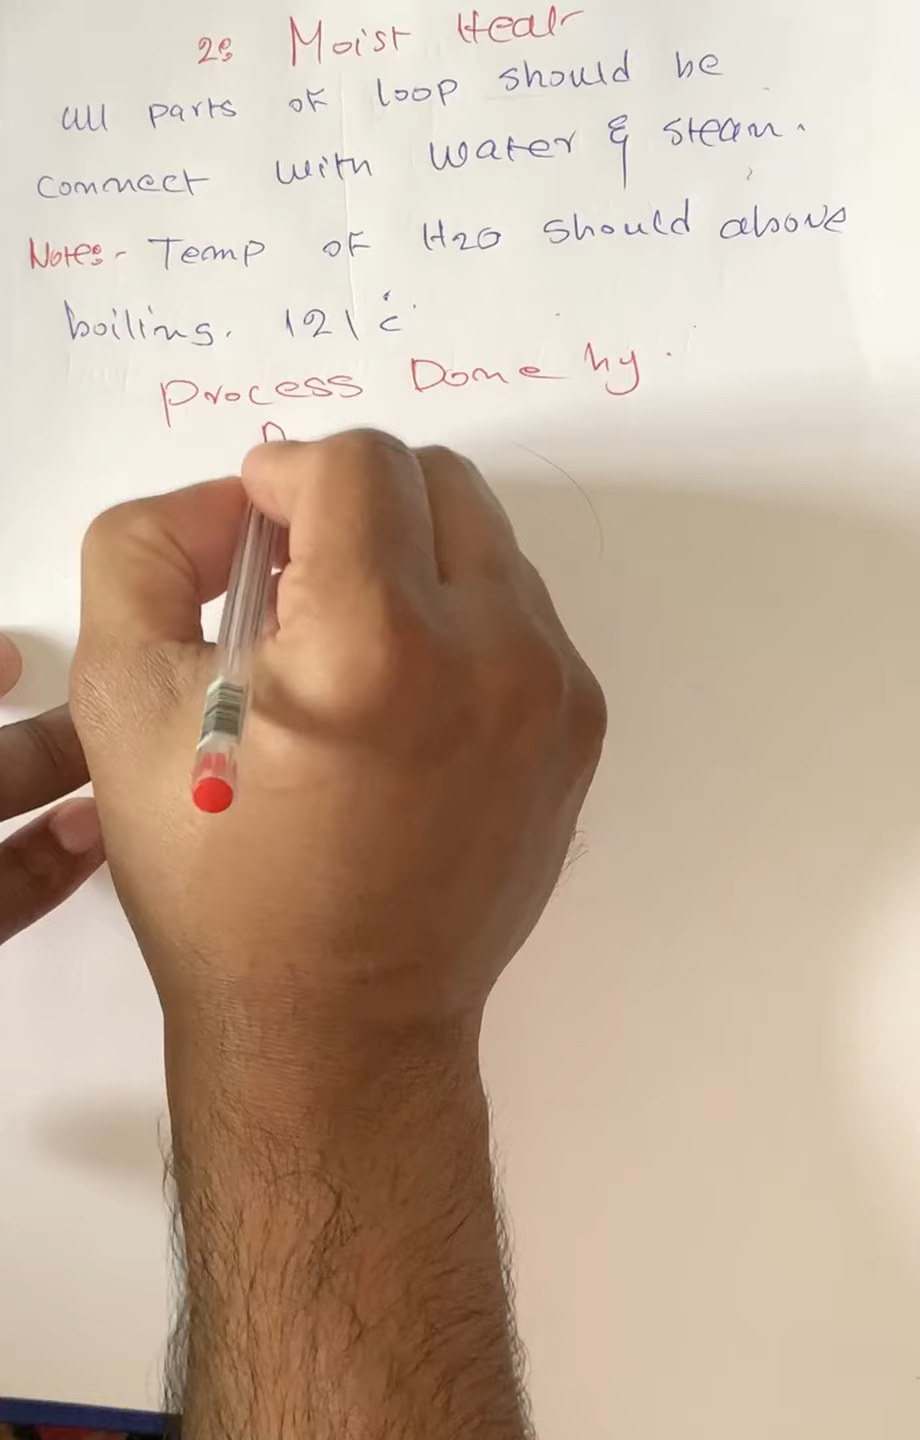 2: Moist Heat
all parts of loop should be
connect with water & steam.
Notes:- Temp of H2O should above
boiling. 121°c
Process Done by.